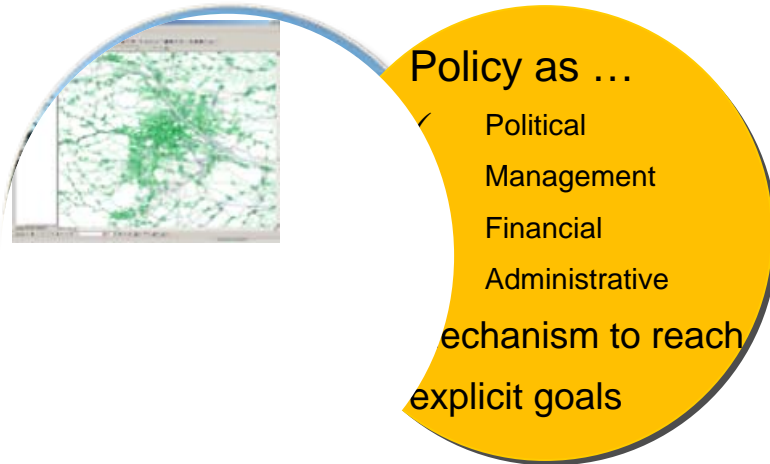 Policy as …
✓ Political
Management
Financial
Administrative
echanism to reach
explicit goals